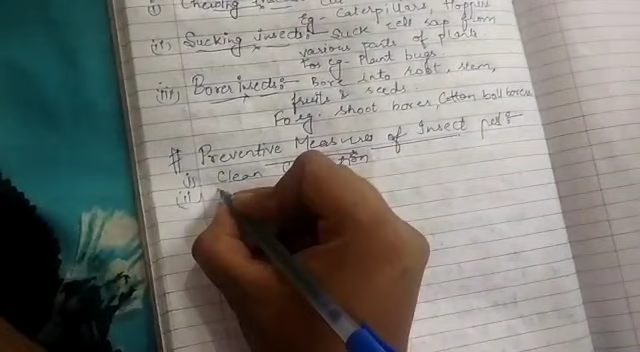 (i) Chewing
Eg - Caterpillars, Hoppers
(ii) Sucking insects:- Suck cell sap from
various parts of plants
For eg - Plant bugs
(iii) Borer insects:- Bore into root, stem,
fruits & seeds.
For eg. Shoot borer, Cotton boll borer
# Preventive Measures of Insect pest:-
(i) Clean
(ii)